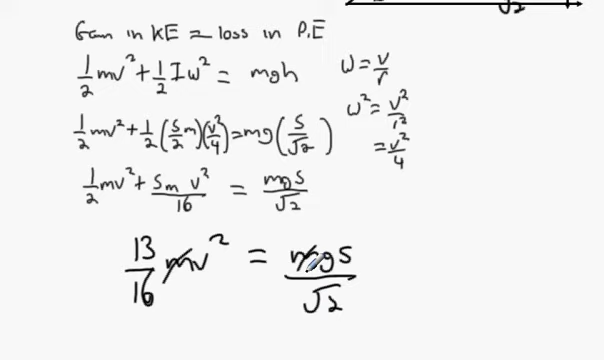 √2
Gain in KE = loss in P.E
1/2 mv² + 1/2 Iω² = mgh
ω = v/r
1/2 mv² + 1/2 (5/2 m)(v²/4) = mg(s/√2)
ω² = v²/r²
= v²/4
1/2 mv² + 5m v²/16 = mgs/√2
13/16 mv² = mgs/√2